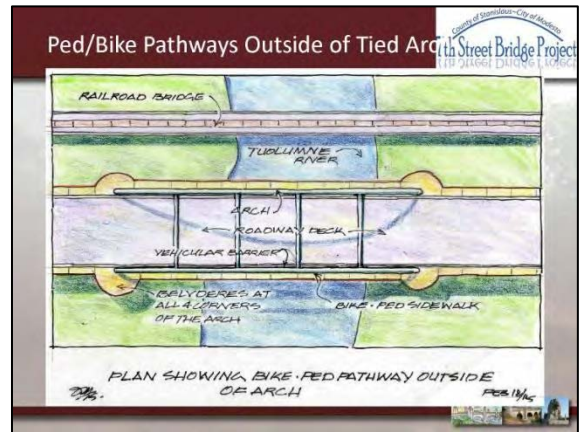 Ped/Bike Pathways Outside of Tied Arc
County of Stanislaus~City of Modesto
7th Street Bridge Project
RAILROAD BRIDGE
TUOLUMNE
RIVER
ARCH
ROADWAY DECK
VEHICULAR BARRIER
BELVDERES AT
ALL 4 CORNERS
OF THE ARCH
BIKE·PED SIDEWALK
PLAN SHOWING BIKE·PED PATHWAY OUTSIDE
OF ARCH